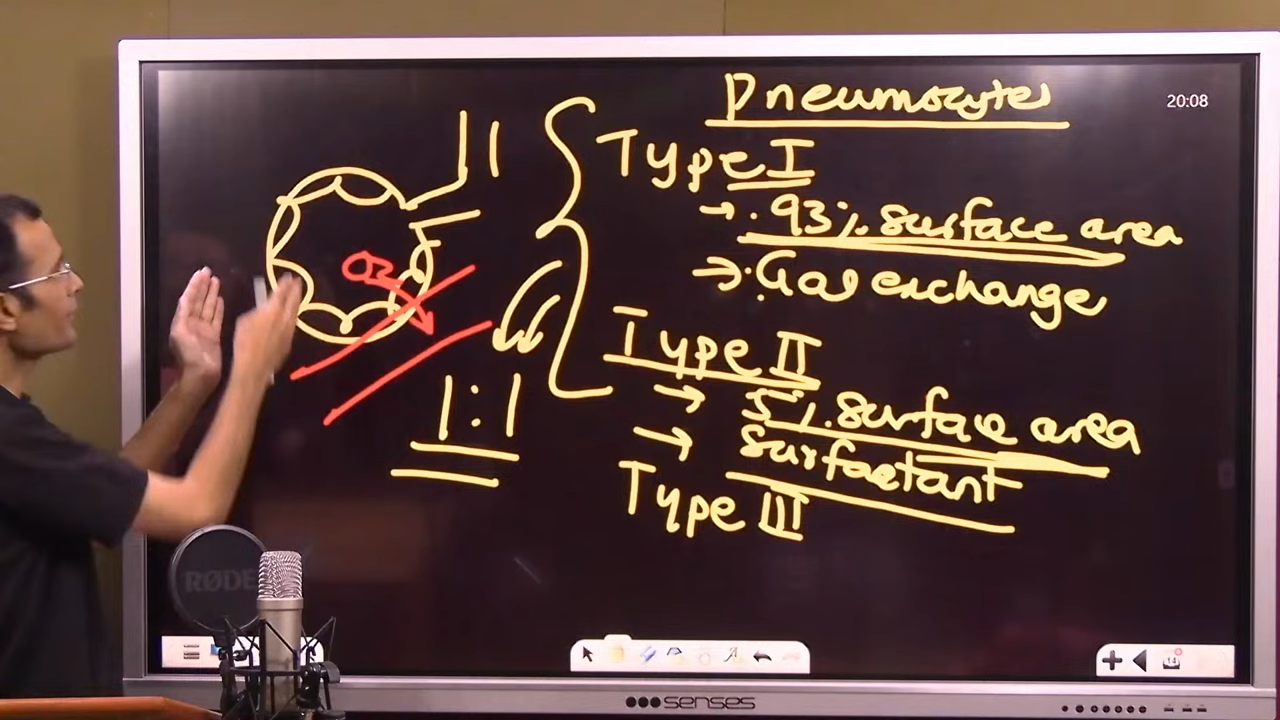 Pneumocytes
20:08
Type I
→ . 93% surface area
→ . Gas exchange
Type II
→ 5% surface area
→ surfactant
Type III
O2
1:1
RØDE
senses